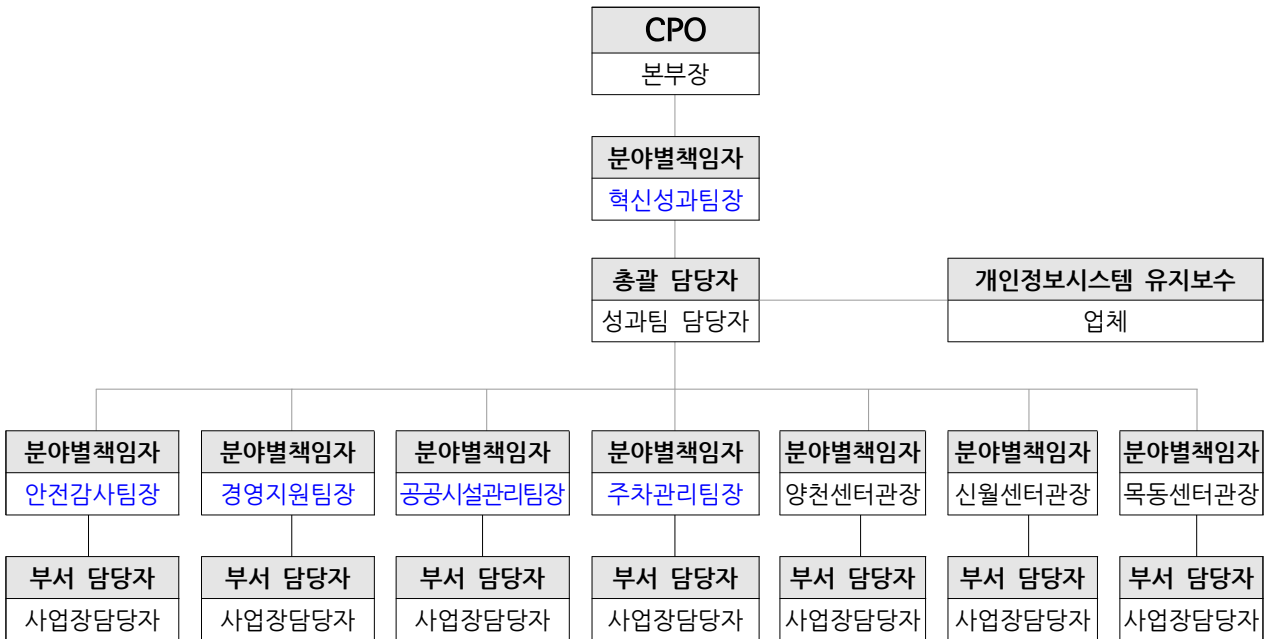 CPO
본부장
분야별책임자
혁신성과팀장
총괄 담당자
성과팀 담당자
개인정보시스템 유지보수
업체
분야별책임자 분야별책임자 분야별책임자 분야별책임자 분야별책임자 분야별책임자 분야별책임자
안전감사팀장 경영지원팀장 공공시설관리팀장 주차관리팀장 양천센터관장 신월센터관장 목동센터관장
부서 담당자 부서 담당자 부서 담당자 부서 담당자 부서 담당자 부서 담당자 부서 담당자
사업장담당자 사업장담당자 사업장담당자 사업장담당자 사업장담당자 사업장담당자 사업장담당자